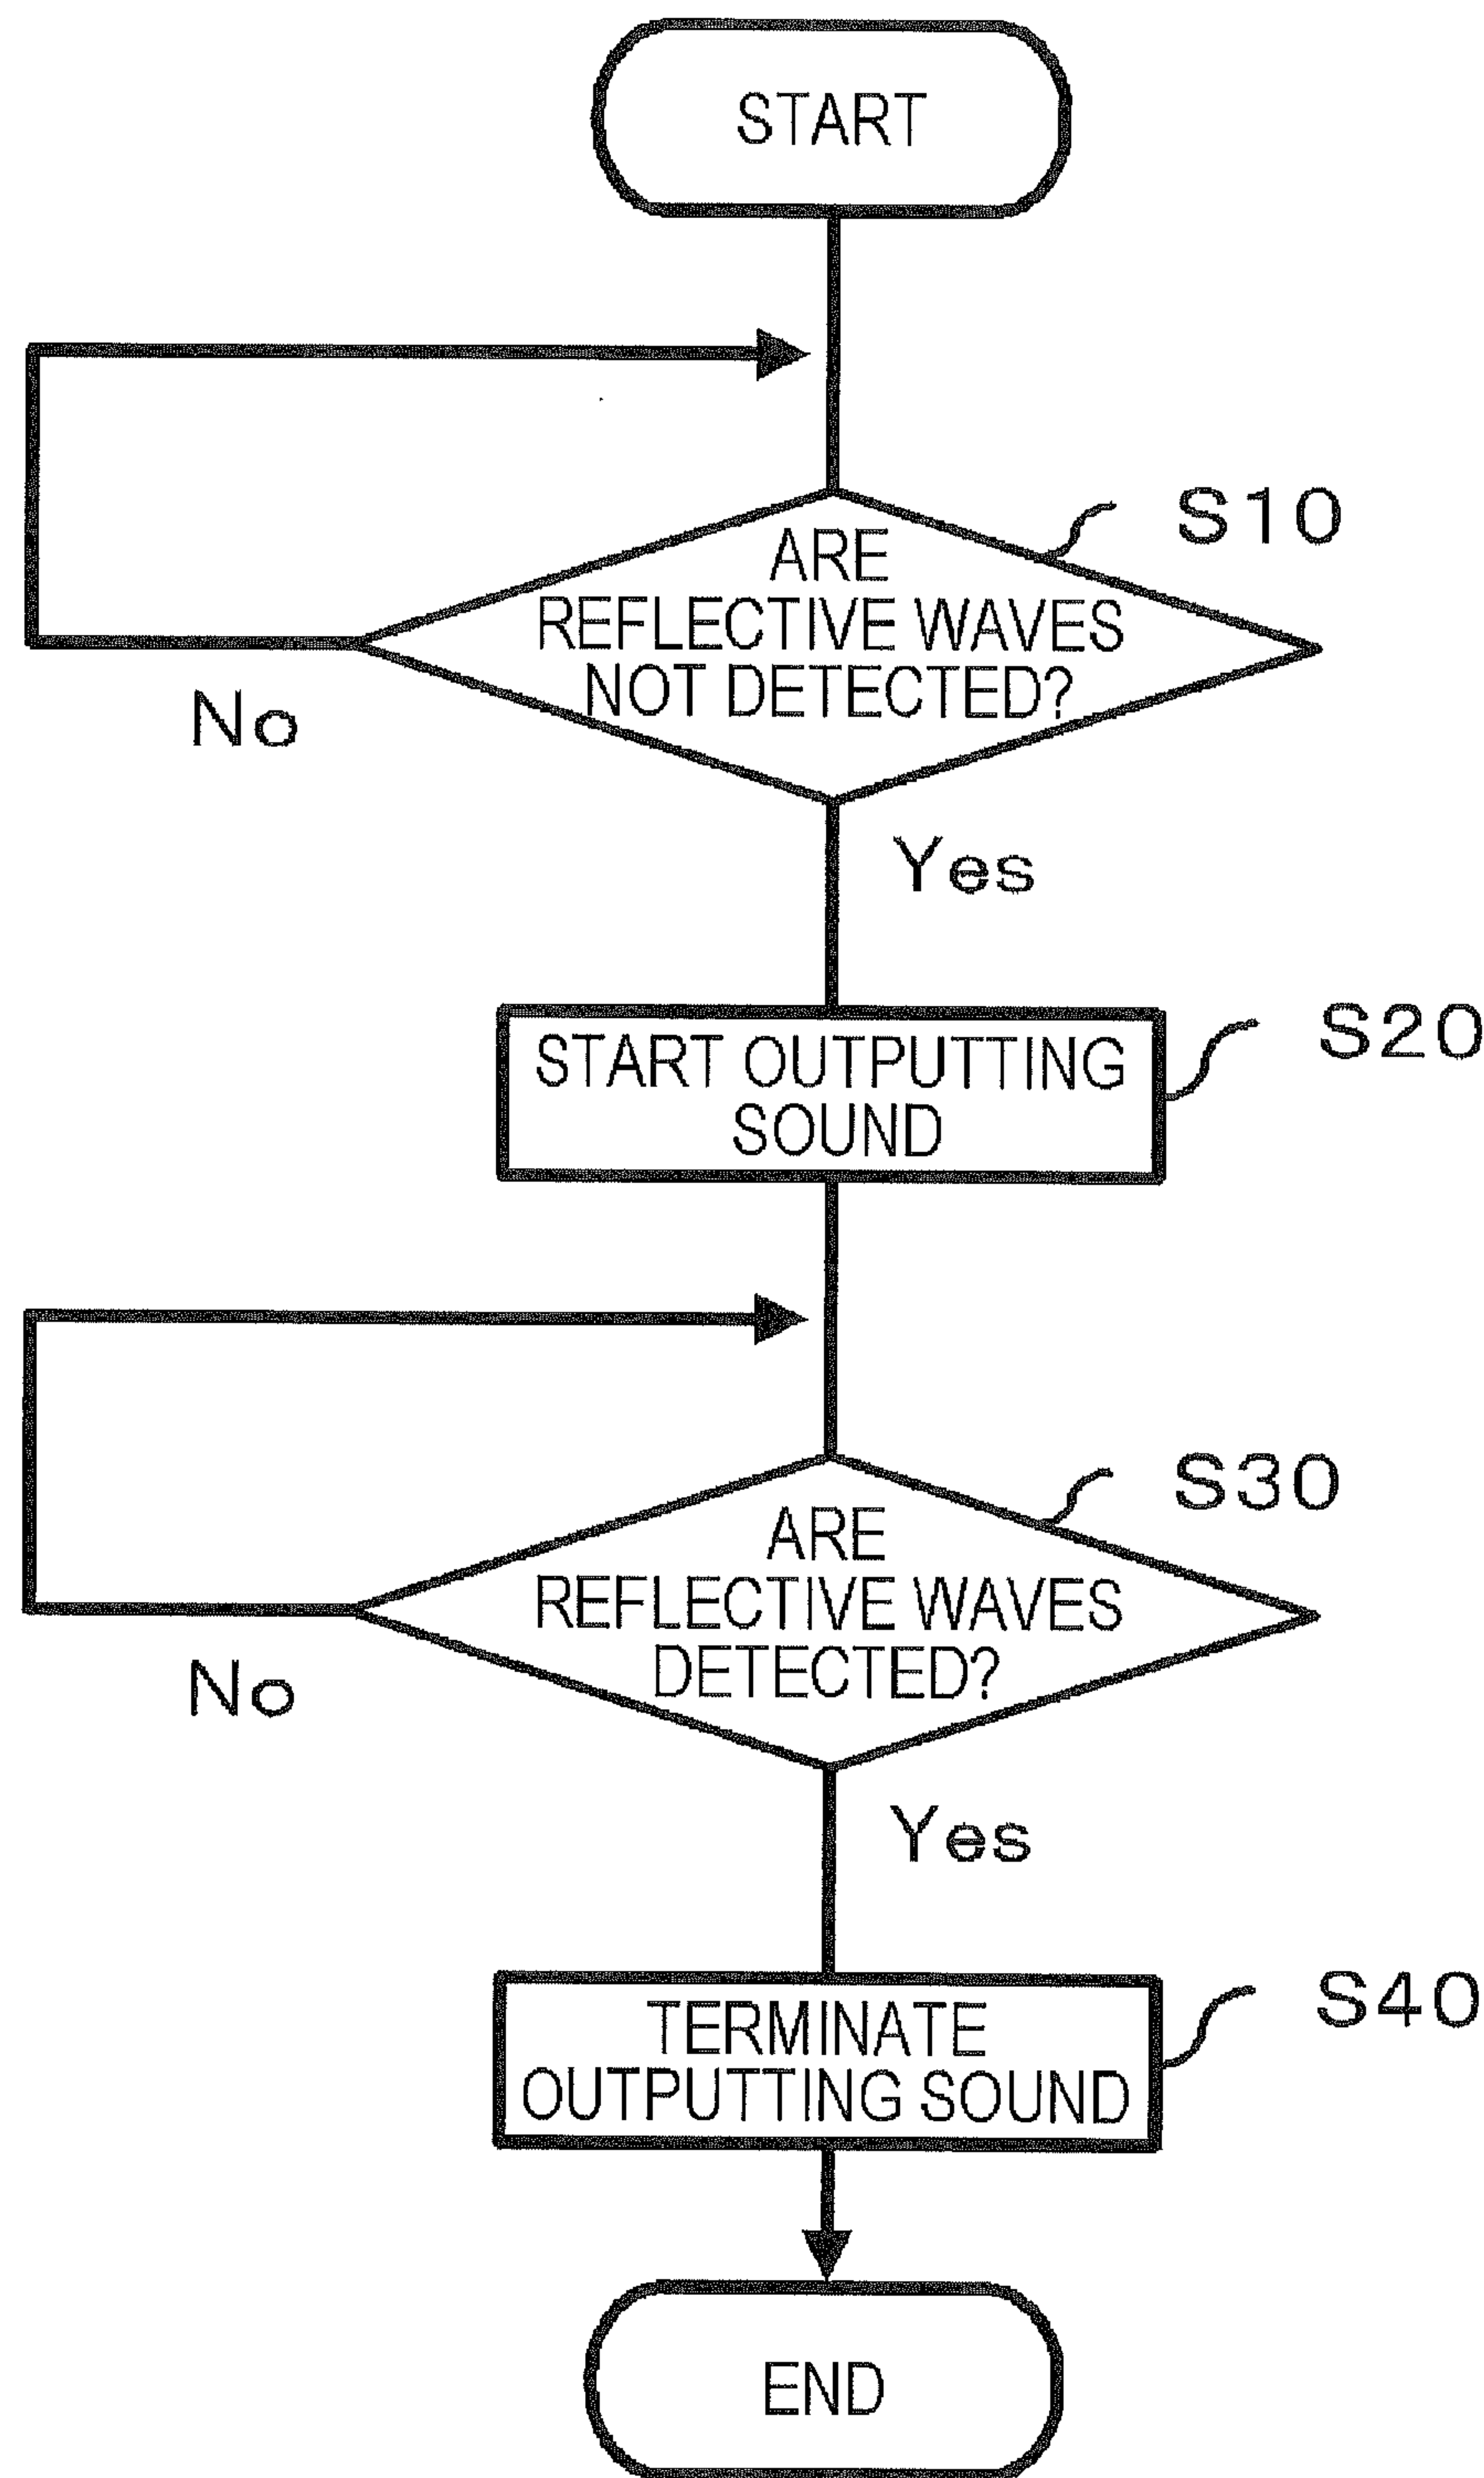 START
S10
ARE
REFLECTIVE WAVES
NOT DETECTED?
No
Yes
S20
START OUTPUTTING
SOUND
S30
ARE
REFLECTIVE WAVES
DETECTED?
No
Yes
S40
TERMINATE
OUTPUTTING SOUND
END